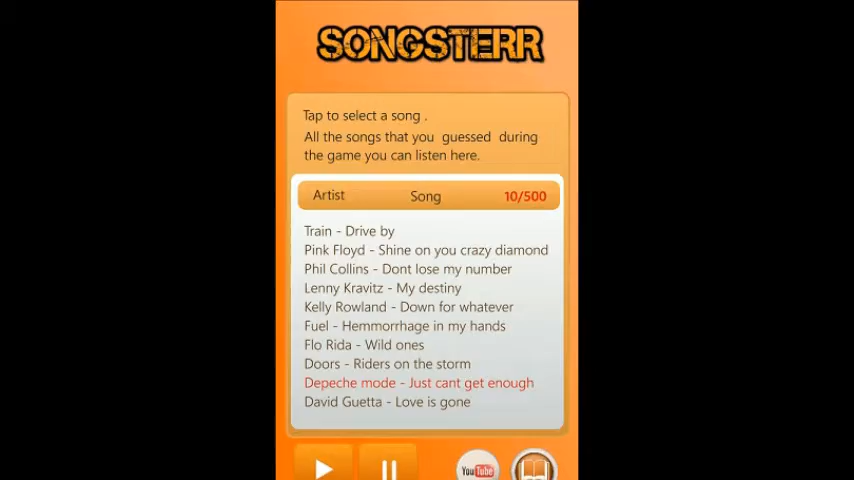 SONGSTERR
Tap to select a song .
All the songs that you guessed during
the game you can listen here.
Artist Song 10/500
Train - Drive by
Pink Floyd - Shine on you crazy diamond
Phil Collins - Dont lose my number
Lenny Kravitz - My destiny
Kelly Rowland - Down for whatever
Fuel - Hemmorrhage in my hands
Flo Rida - Wild ones
Doors - Riders on the storm
Depeche mode - Just cant get enough
David Guetta - Love is gone
YouTube